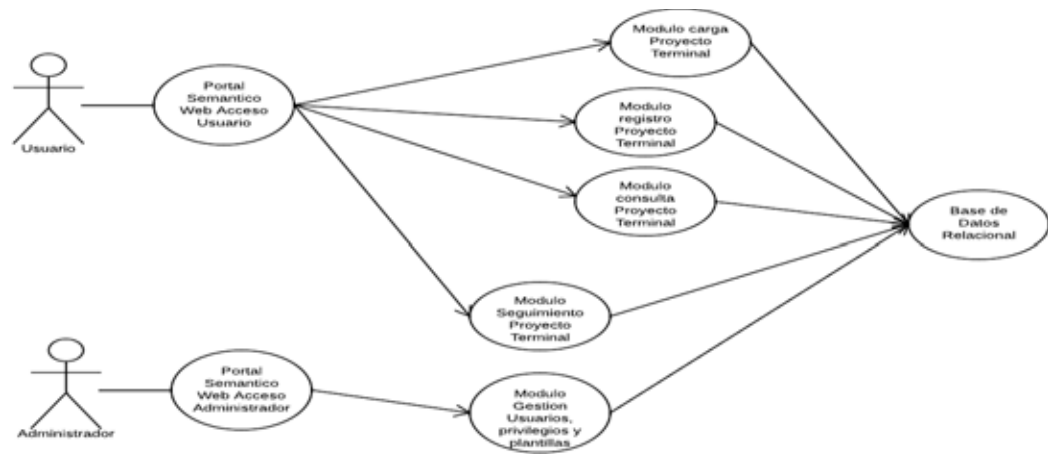 Modulo carga
Proyecto
Terminal
Portal
Semantico
Web Acceso
Usuario
Usuario
Modulo
registro
Proyecto
Terminal
Modulo
consulta
Proyecto
Terminal
Base de
Datos
Relacional
Modulo
Seguimiento
Proyecto
Terminal
Portal
Semantico
Web Acceso
Administrador
Administrador
Modulo
Gestion
Usuarios,
privilegios y
plantillas